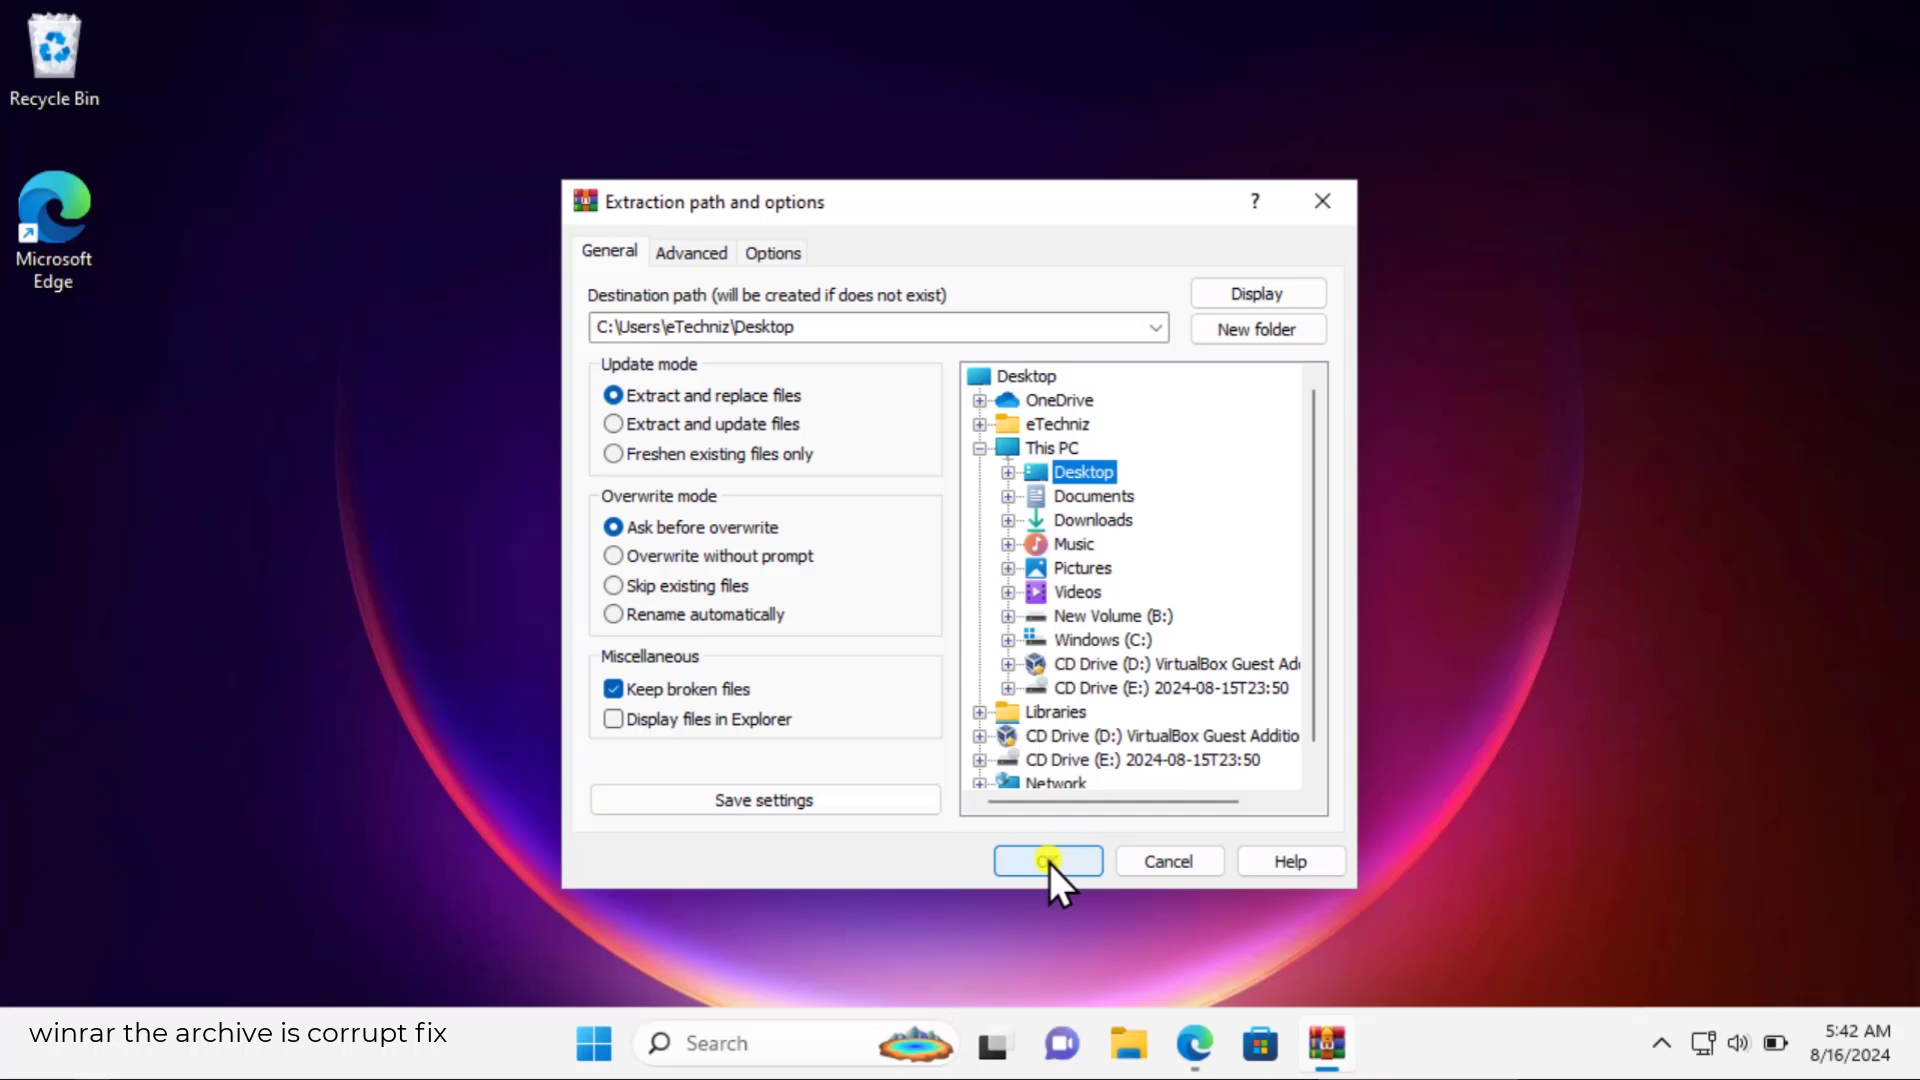 Recycle Bin
Microsoft
Edge
Extraction path and options
?
General
Advanced
Options
Destination path (will be created if does not exist)
C:\Users\eTechniz\Desktop
Display
New folder
Update mode
Extract and replace files
Extract and update files
Freshen existing files only
Overwrite mode
Ask before overwrite
Overwrite without prompt
Skip existing files
Rename automatically
Miscellaneous
Keep broken files
Display files in Explorer
Save settings
Desktop
OneDrive
eTechniz
This PC
Desktop
Documents
Downloads
Music
Pictures
Videos
New Volume (B:)
Windows (C:)
CD Drive (D:) VirtualBox Guest
CD Drive (E:) 2024-08-15T23:50
Libraries
CD Drive (D:) VirtualBox Guest Additio
CD Drive (E:) 2024-08-15T23:50
Network
Cancel
Help
winrar the archive is corrupt fix
Search
5:42 AM
8/16/2024